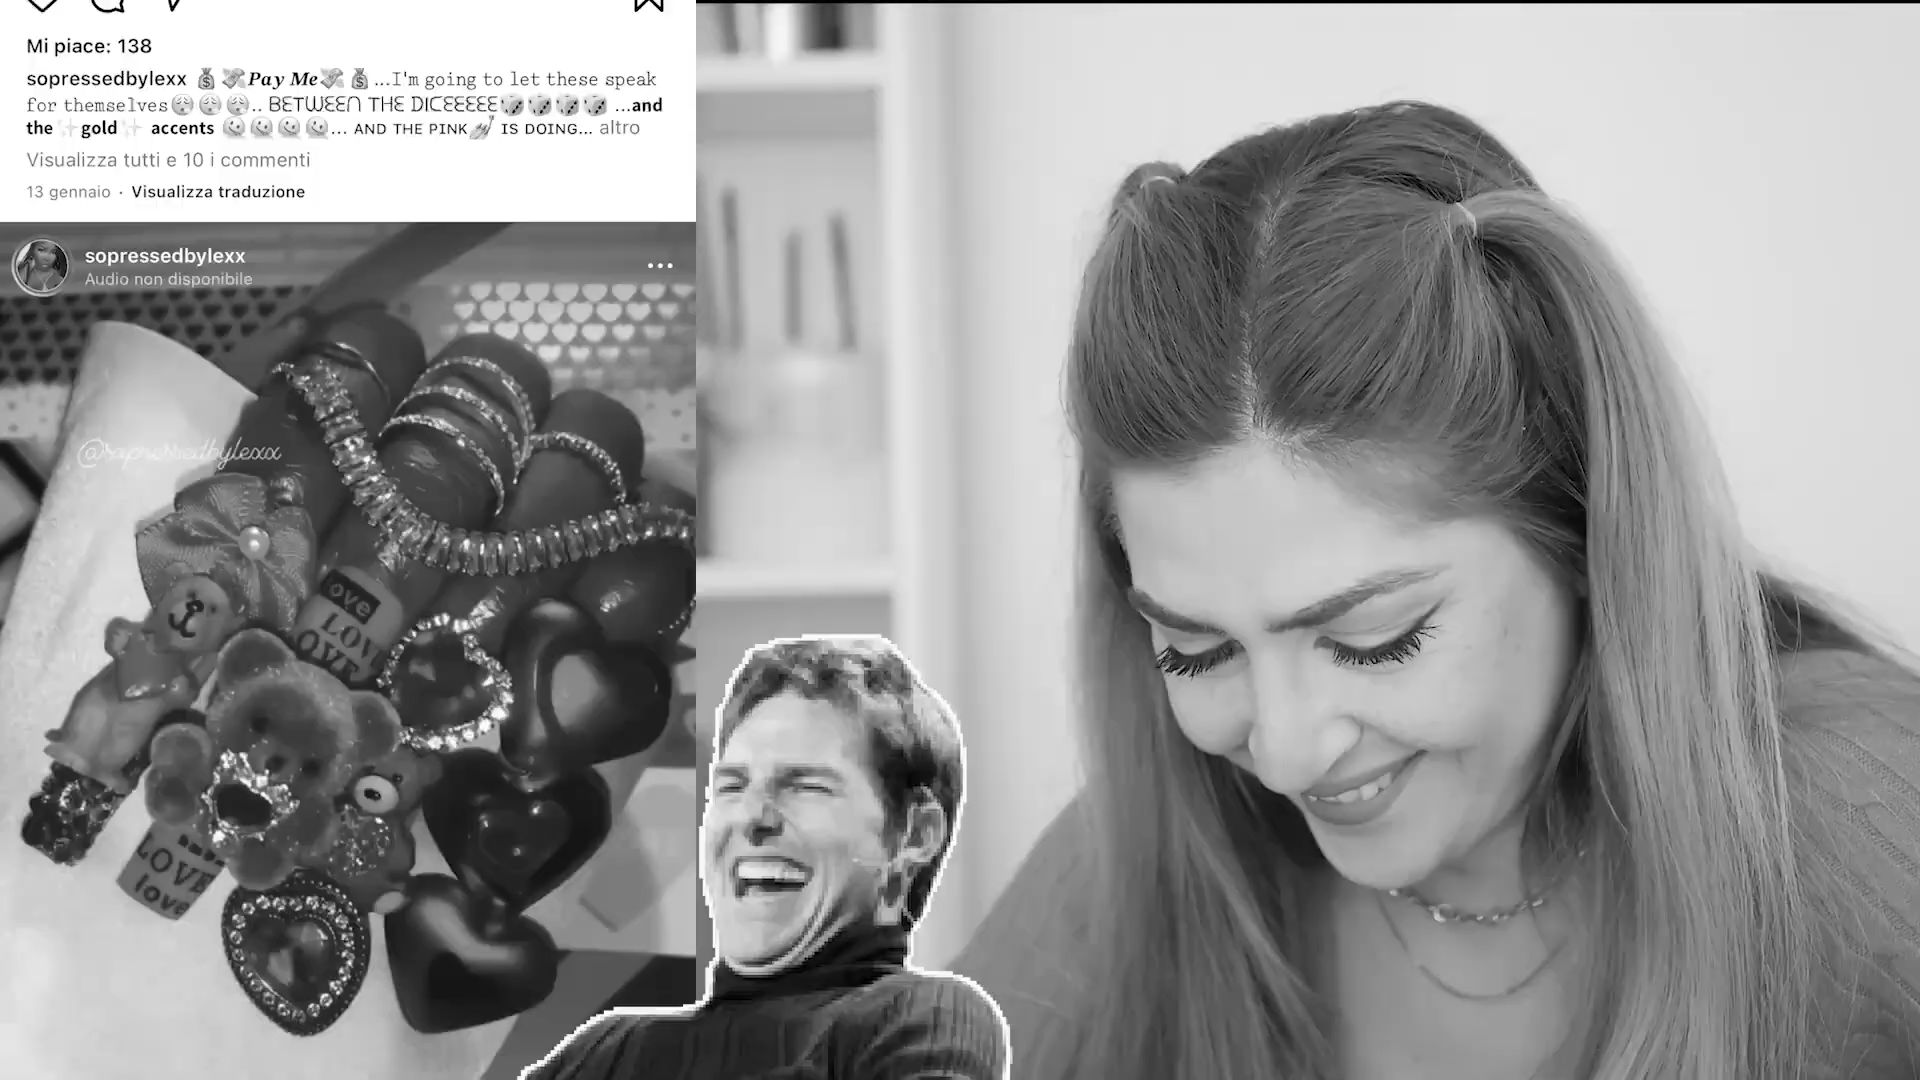 Mi piace: 138
sopressedbylexx 💰 💸Pay Me💸 💰...I'm going to let these speak
for themselves😮‍💨😮‍💨😮‍💨.. BETWEEN THE DICEEEEE🎲🎲🎲🎲 ...and
the✨gold✨ accents 🫠🫠🫠🫠... AND THE PINK💅 IS DOING... altro
Visualizza tutti e 10 i commenti
13 gennaio · Visualizza traduzione
sopressedbylexx
Audio non disponibile
@sopressedbylexx
love
LOVE
LOVE
LOVE
love